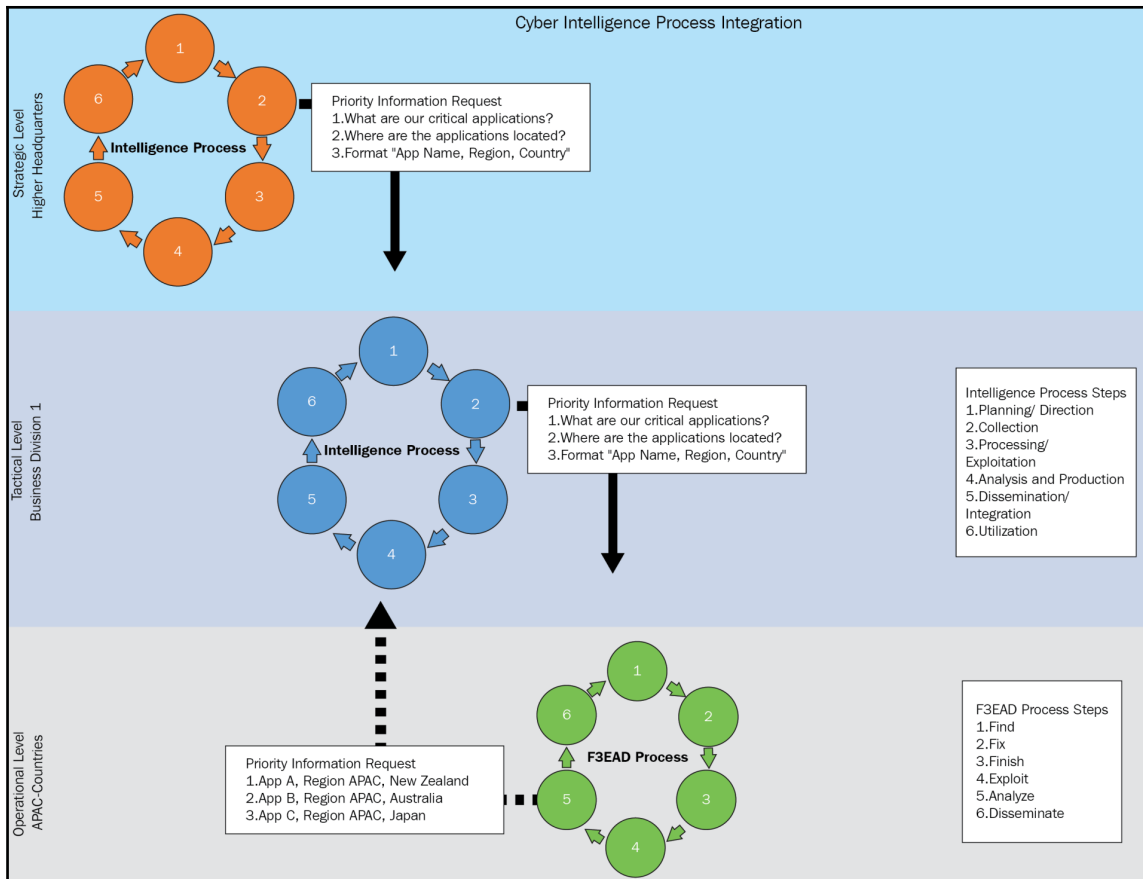 Cyber Intelligence Process Integration
Strategic Level
Higher Headquarters
1
2
3
4
5
6
Intelligence Process
Priority Information Request
1.What are our critical applications?
2.Where are the applications located?
3.Format "App Name, Region, Country"
Tactical Level
Business Division 1
1
2
3
4
5
6
Intelligence Process
Priority Information Request
1.What are our critical applications?
2.Where are the applications located?
3.Format "App Name, Region, Country"
Intelligence Process Steps
1.Planning/ Direction
2.Collection
3.Processing/
Exploitation
4.Analysis and Production
5.Dissemination/
Integration
6.Utilization
Operational Level
APAC-Countries
Priority Information Request
1.App A, Region APAC, New Zealand
2.App B, Region APAC, Australia
3.App C, Region APAC, Japan
1
2
3
4
5
6
F3EAD Process
F3EAD Process Steps
1.Find
2.Fix
3.Finish
4.Exploit
5.Analyze
6.Disseminate